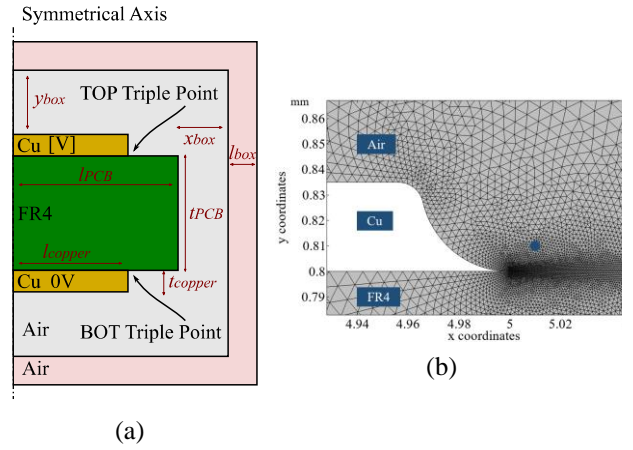 Symmetrical Axis
ybox
TOP Triple Point
xbox
Cu [V]
lbox
lPCB
FR4
tPCB
lcopper
Cu 0V
tcopper
Air
BOT Triple Point
Air
(a)
mm
0.86
0.85
0.84
0.83
0.82
0.81
0.8
0.79
y coordinates
Air
Cu
FR4
4.94 4.96 4.98 5 5.02
x coordinates
(b)